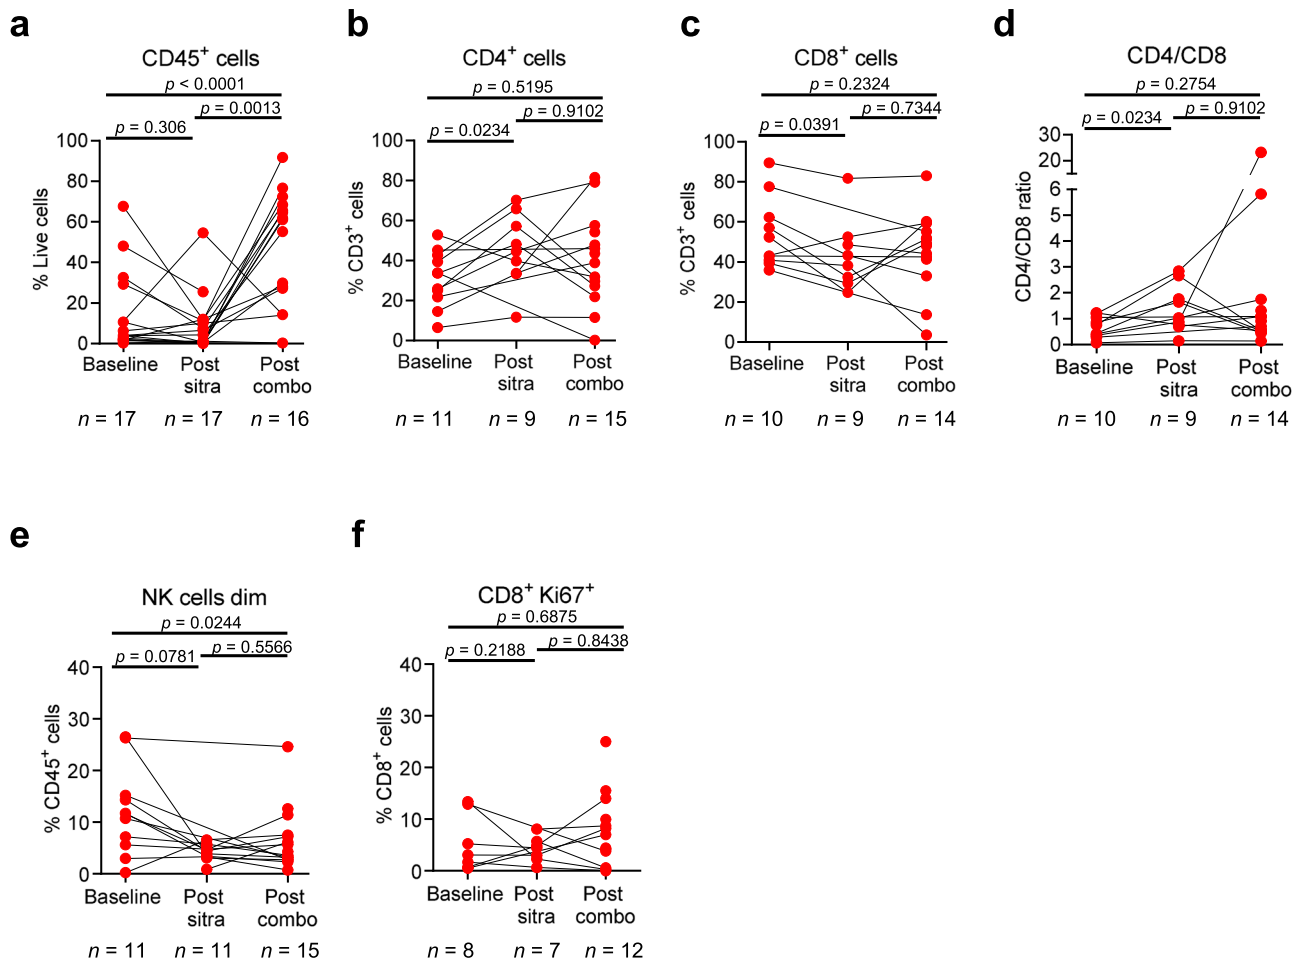 a
CD45+ cells
p < 0.0001
p = 0.0013
p = 0.306
100
80
60
40
20
0
% Live cells
Baseline
Post sitra
Post combo
n = 17
n = 17
n = 16
b
CD4+ cells
p = 0.5195
p = 0.9102
p = 0.0234
100
80
60
40
20
0
% CD3+ cells
Baseline
Post sitra
Post combo
n = 11
n = 9
n = 15
c
CD8+ cells
p = 0.2324
p = 0.7344
p = 0.0391
100
80
60
40
20
0
% CD3+ cells
Baseline
Post sitra
Post combo
n = 10
n = 9
n = 14
d
CD4/CD8
p = 0.2754
p = 0.9102
p = 0.0234
30
20
6
5
4
3
2
1
0
CD4/CD8 ratio
Baseline
Post sitra
Post combo
n = 10
n = 9
n = 14
e
NK cells dim
p = 0.0244
p = 0.5566
p = 0.0781
40
30
20
10
0
% CD45+ cells
Baseline
Post sitra
Post combo
n = 11
n = 11
n = 15
f
CD8+ Ki67+
p = 0.6875
p = 0.8438
p = 0.2188
40
30
20
10
0
% CD8+ cells
Baseline
Post sitra
Post combo
n = 8
n = 7
n = 12